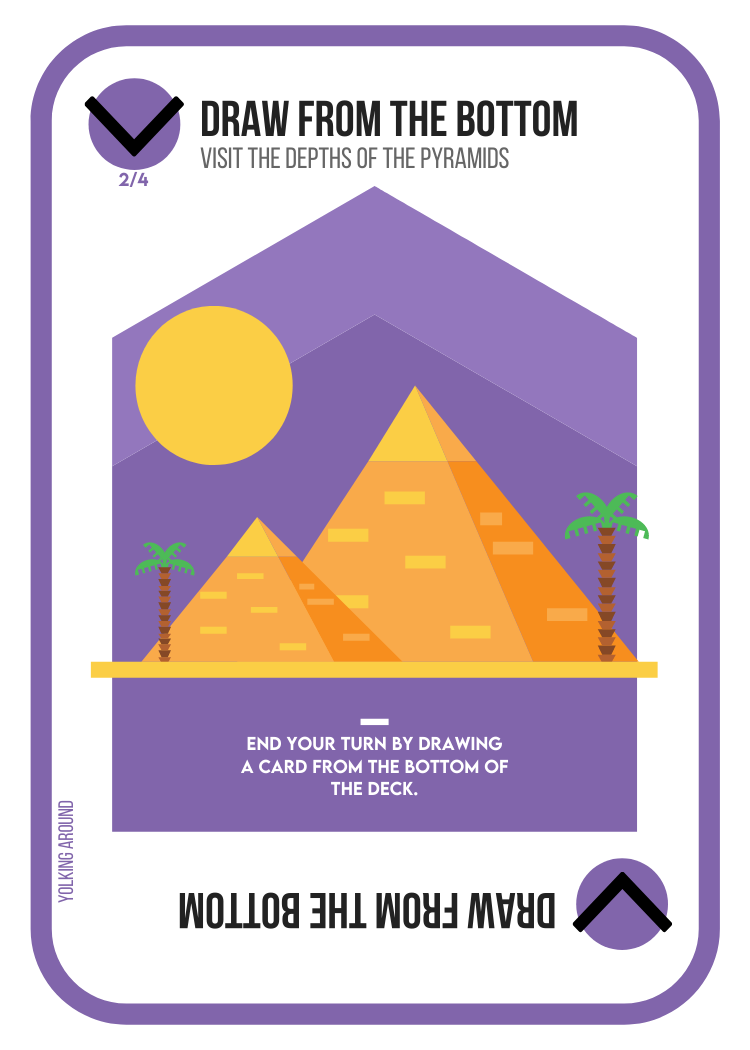 DRAW FROM THE BOTTOM
VISIT THE DEPTHS OF THE PYRAMIDS
2/4
END YOUR TURN BY DRAWING
A CARD FROM THE BOTTOM OF
THE DECK.
YOLKING AROUND
DRAW FROM THE BOTTOM